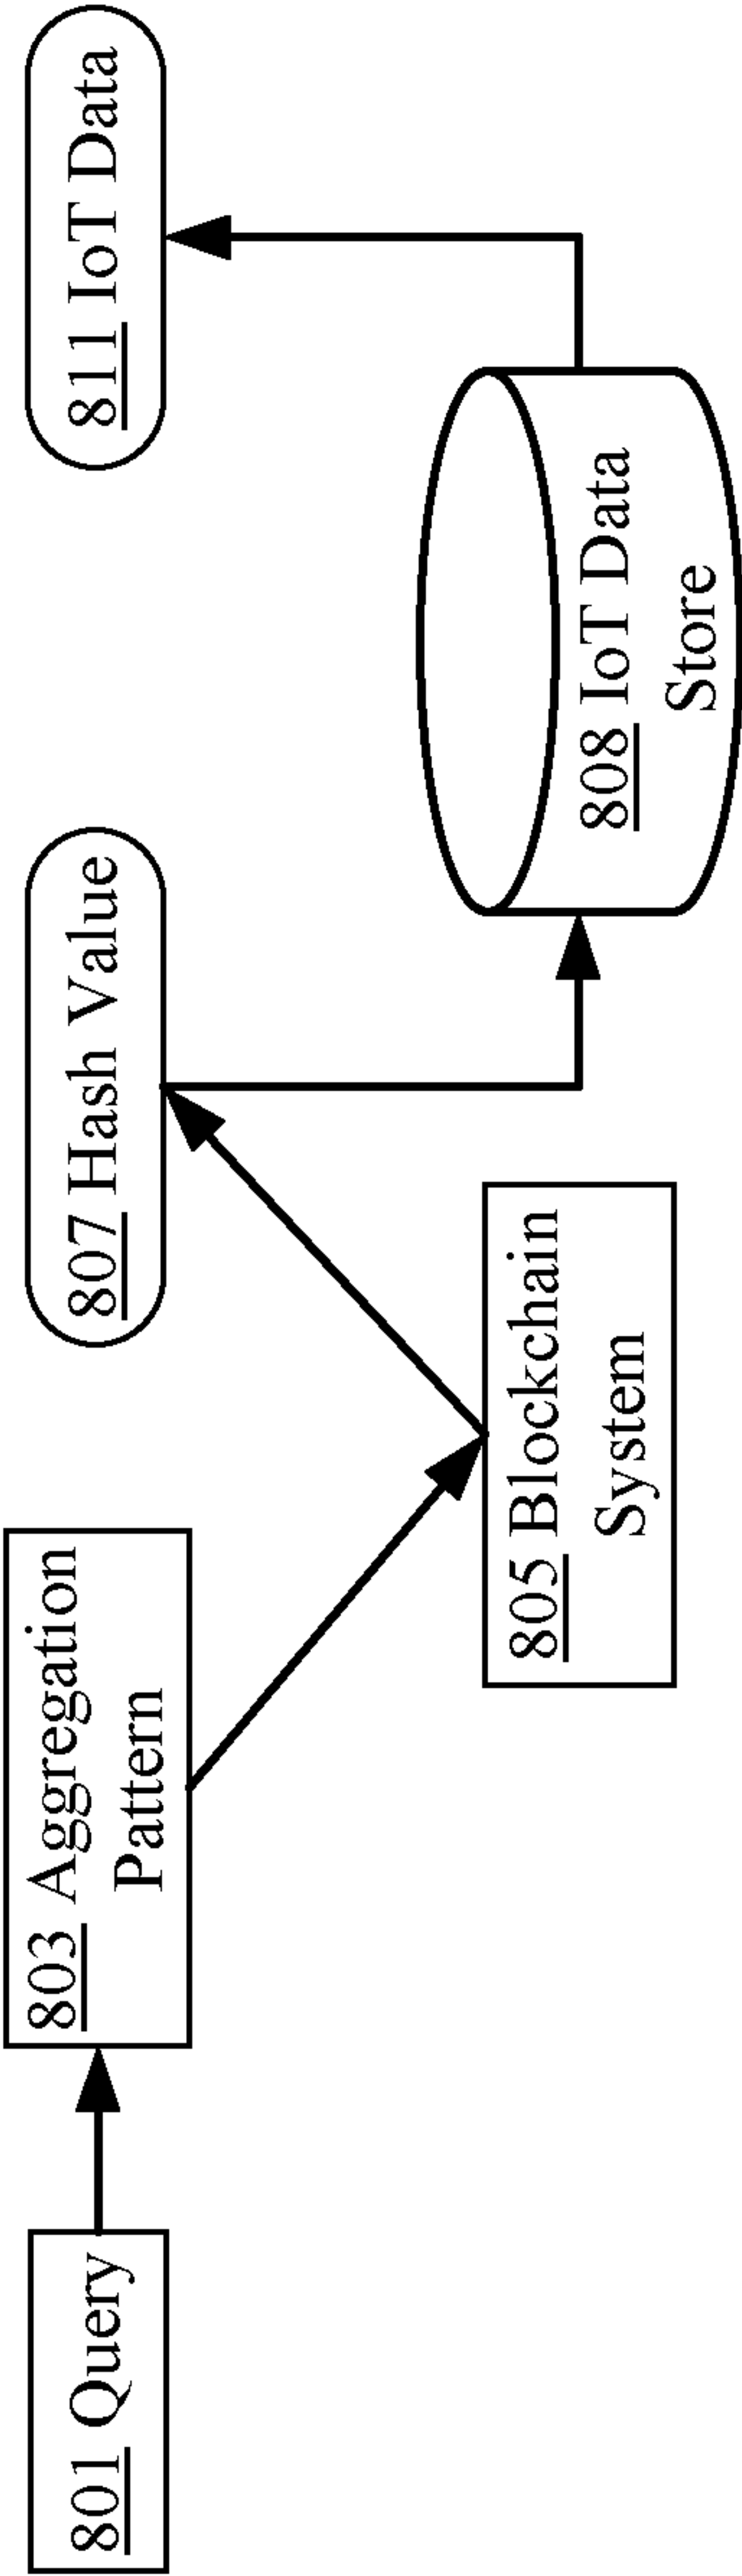 801 Query
803 Aggregation
Pattern
805 Blockchain
System
807 Hash Value
808 IoT Data
Store
811 IoT Data